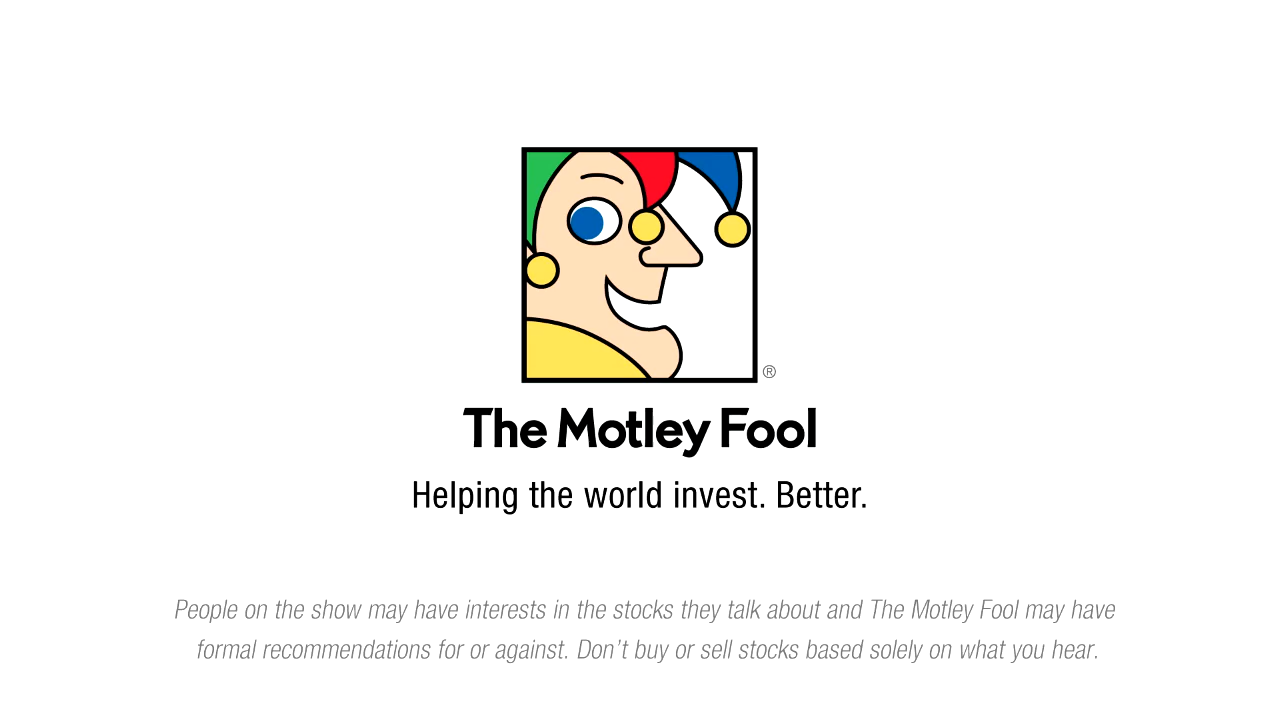 ®
The Motley Fool
Helping the world invest. Better.
People on the show may have interests in the stocks they talk about and The Motley Fool may have
formal recommendations for or against. Don't buy or sell stocks based solely on what you hear.